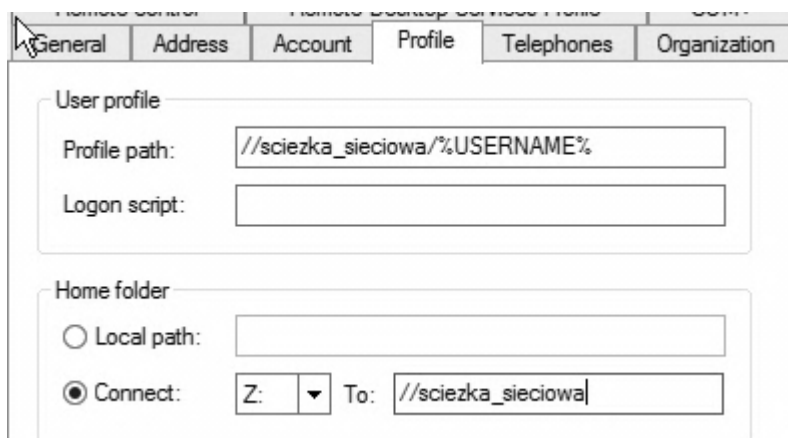 General Address Account Profile Telephones Organization
User profile
Profile path: //sciezka_sieciowa/%USERNAME%
Logon script:
Home folder
Local path:
Connect: Z: To: //sciezka_sieciowa